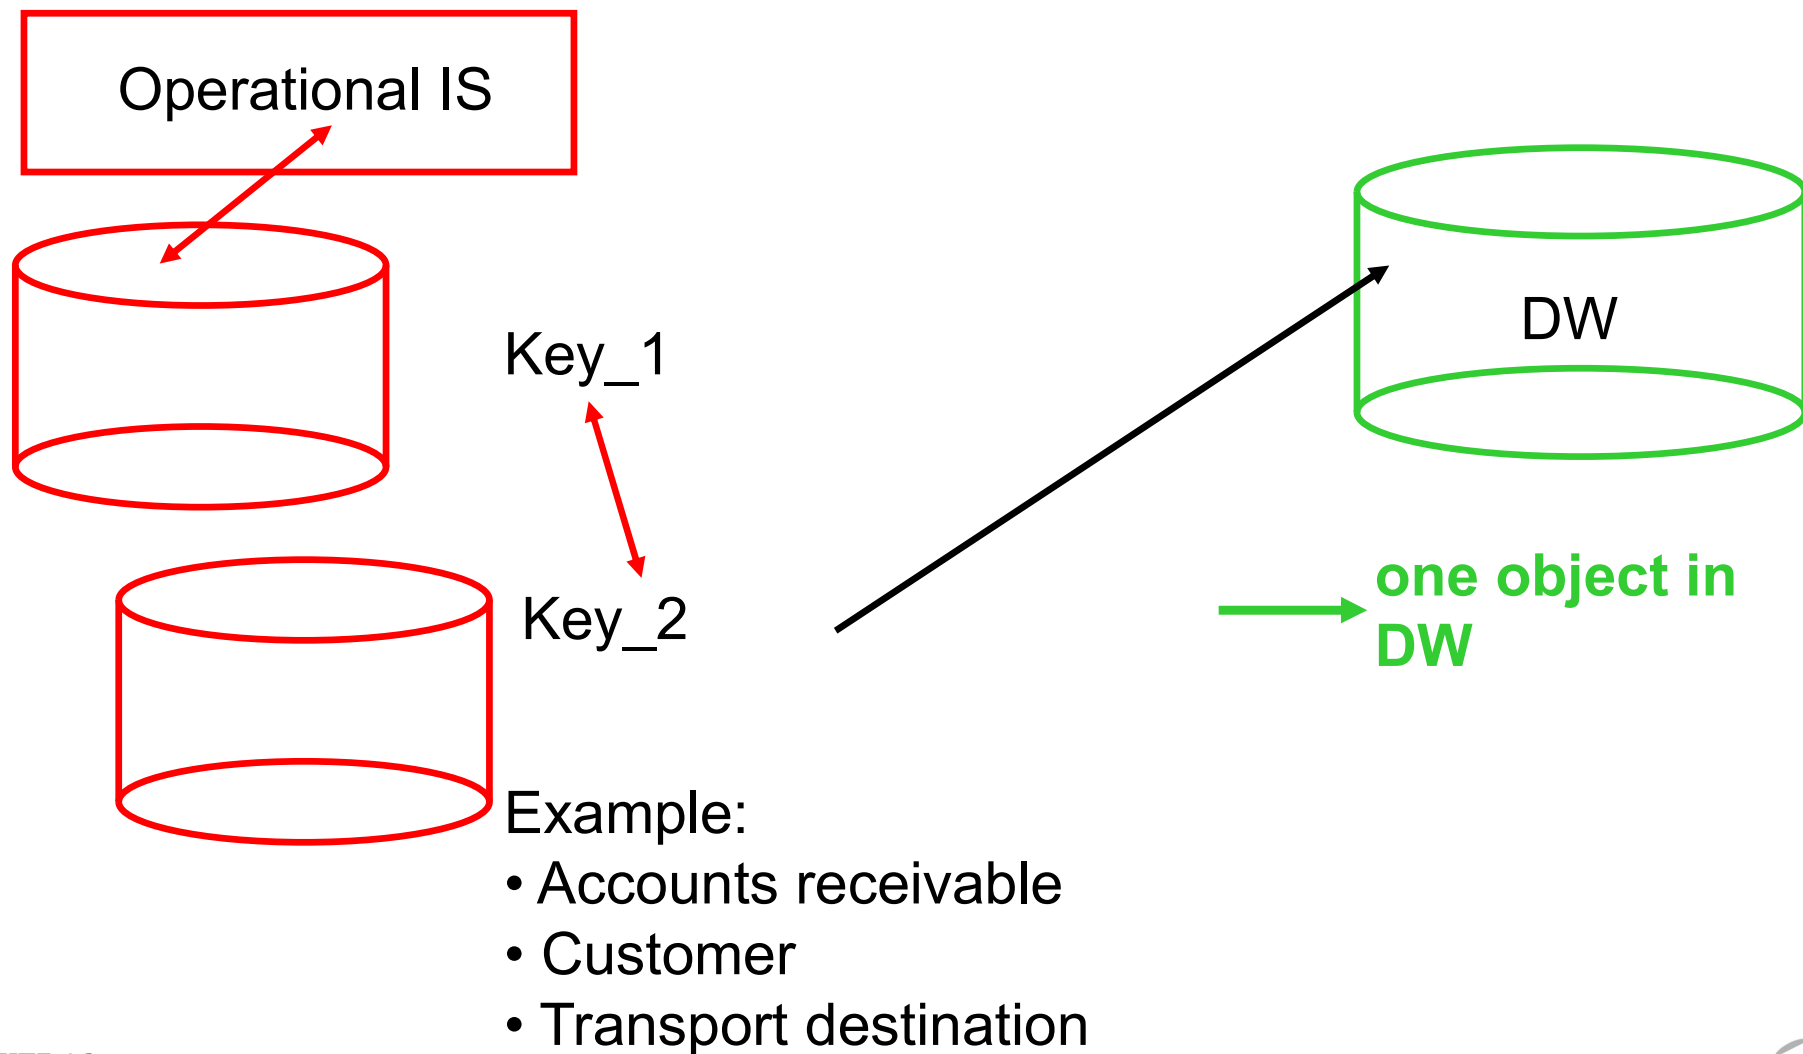 Operational IS
Key_1
DW
one object in
DW
Key_2
Example:
• Accounts receivable
• Customer
• Transport destination